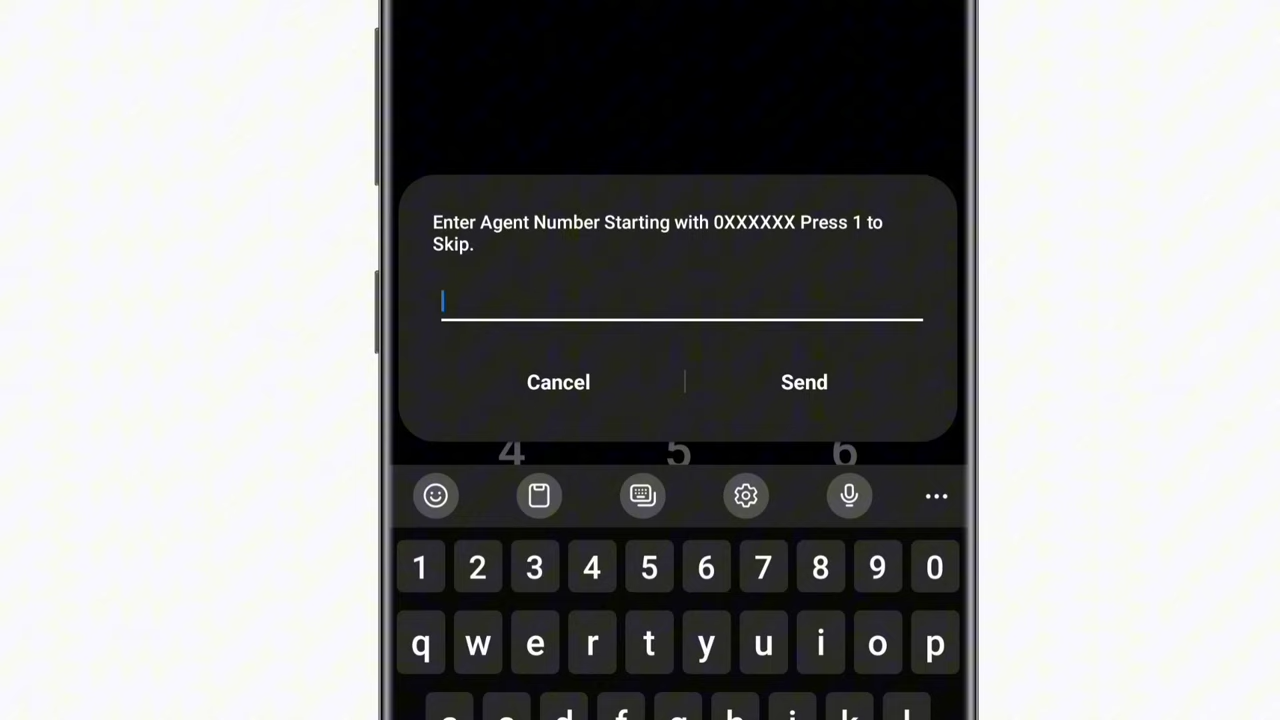 Enter Agent Number Starting with 0XXXXXX Press 1 to
Skip.
Cancel Send
4 5 6
1 2 3 4 5 6 7 8 9 0
q w e r t y u i o p